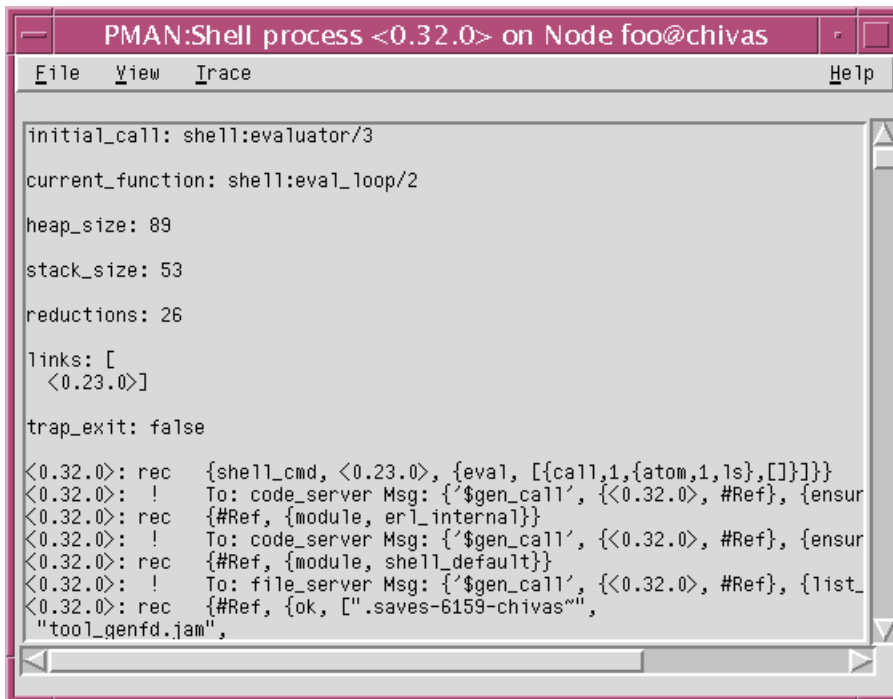 PMAN:Shell process <0.32.0> on Node foo@chivas
File View Trace Help
initial_call: shell:evaluator/3
current_function: shell:eval_loop/2
heap_size: 89
stack_size: 53
reductions: 26
links: [
<0.23.0>]
trap_exit: false
<0.32.0>: rec {shell_cmd, <0.23.0>, {eval, [{call,1,{atom,1,ls},[]}]}}
<0.32.0>: ! To: code_server Msg: {'$gen_call', {<0.32.0>, #Ref}, {ensur
<0.32.0>: rec {#Ref, {module, erl_internal}}
<0.32.0>: ! To: code_server Msg: {'$gen_call', {<0.32.0>, #Ref}, {ensur
<0.32.0>: rec {#Ref, {module, shell_default}}
<0.32.0>: ! To: file_server Msg: {'$gen_call', {<0.32.0>, #Ref}, {list_
<0.32.0>: rec {#Ref, {ok, [".saves-6159-chivas~",
"tool_genfd.jam",